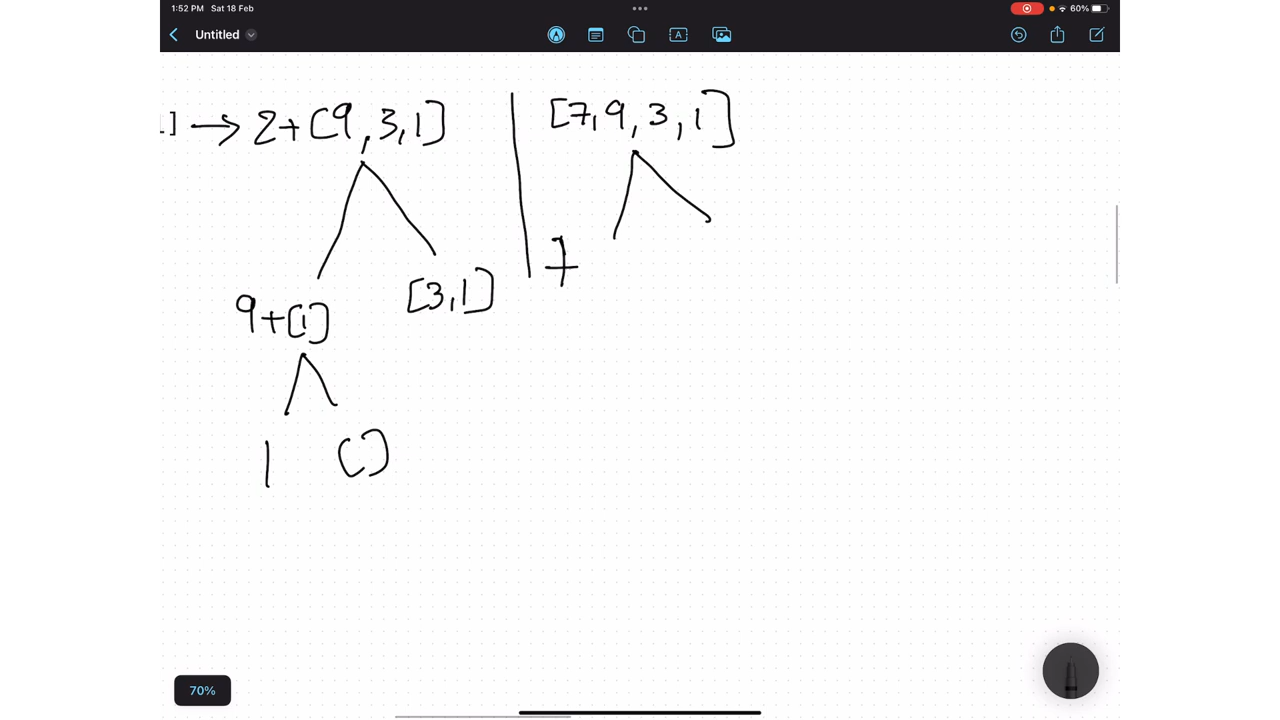 1:52 PM Sat 18 Feb
60%
Untitled
A
] → 2+[9,3,1] | [7,9,3,1]
7
9+[1] [3,1]
1 []
70%